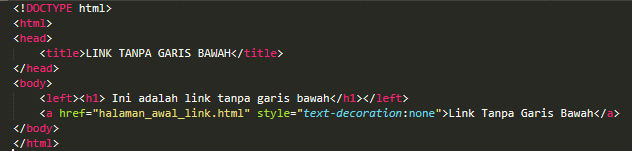 <!DOCTYPE html>
<html>
<head>
    <title>LINK TANPA GARIS BAWAH</title>
</head>
<body>
    <left><h1> Ini adalah link tanpa garis bawah</h1></left>
    <a href="halaman_awal_link.html" style="text-decoration:none">Link Tanpa Garis Bawah</a>
</body>
</html>